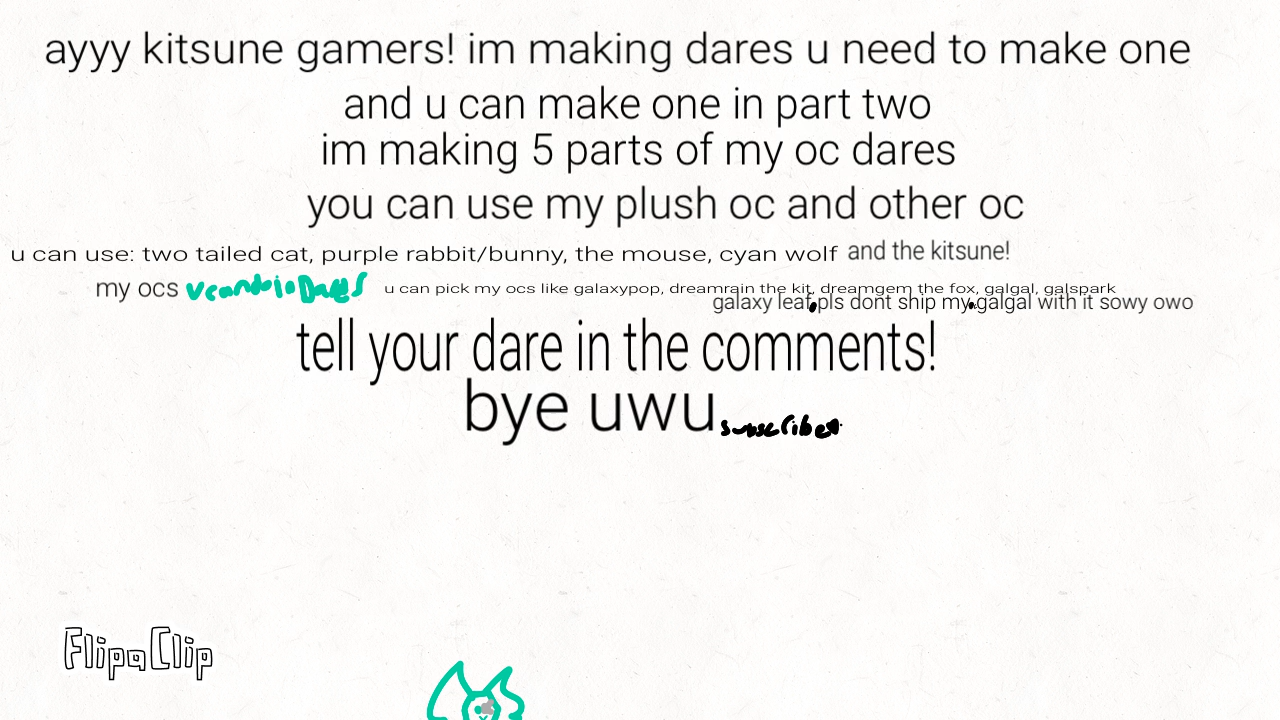 ayyy kitsune gamers! im making dares u need to make one
and u can make one in part two
im making 5 parts of my oc dares
you can use my plush oc and other oc
u can use: two tailed cat, purple rabbit/bunny, the mouse, cyan wolf and the kitsune!
my ocs u can do in Dares u can pick my ocs like galaxypop, dreamrain the kit, dreamgem the fox, galgal, galspark
galaxy leaf,pls dont ship my galgal with it sowy owo
tell your dare in the comments!
bye uwu
FlipaClip